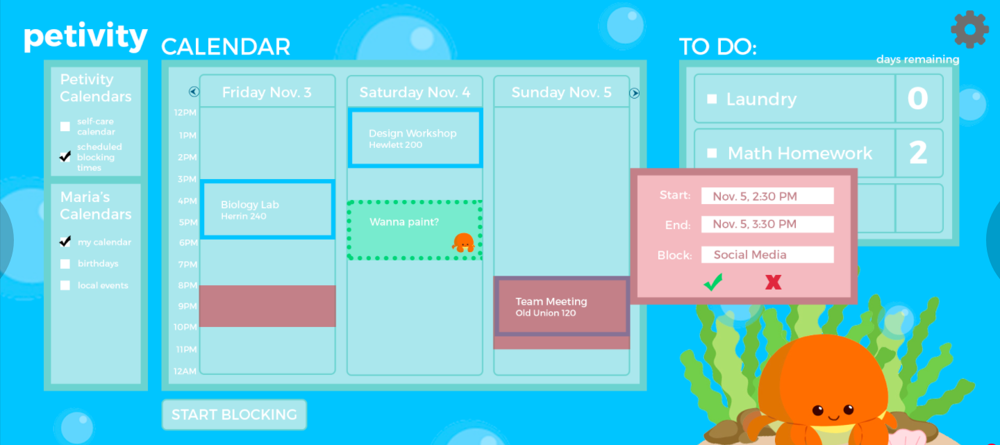 petivity
CALENDAR
TO DO:
days remaining
Petivity
Calendars
self-care
calendar
scheduled
blocking
times
Maria's
Calendars
my calendar
birthdays
local events
Friday Nov. 3
Saturday Nov. 4
Sunday Nov. 5
12PM
1PM
2PM
3PM
4PM
5PM
6PM
7PM
8PM
9PM
10PM
11PM
12AM
Biology Lab
Herrin 240
Design Workshop
Hewlett 200
Wanna paint?
Team Meeting
Old Union 120
Laundry 0
Math Homework 2
Start: Nov. 5, 2:30 PM
End: Nov. 5, 3:30 PM
Block: Social Media
START BLOCKING